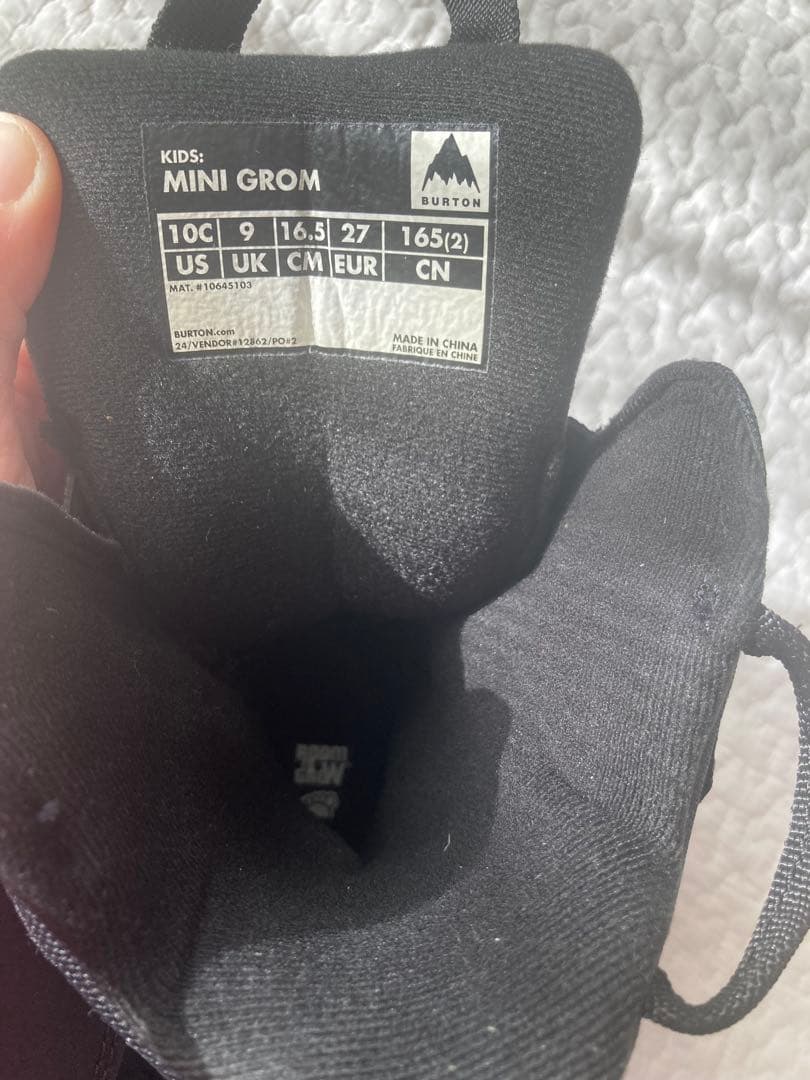 KIDS:
MINI GROM
BURTON
10C 9 16.5 27 165(2)
US UK CM EUR CN
MAT. #10645103
BURTON.com
24/VENDOR#12862/PO#2
MADE IN CHINA
FABRIQUE EN CHINE